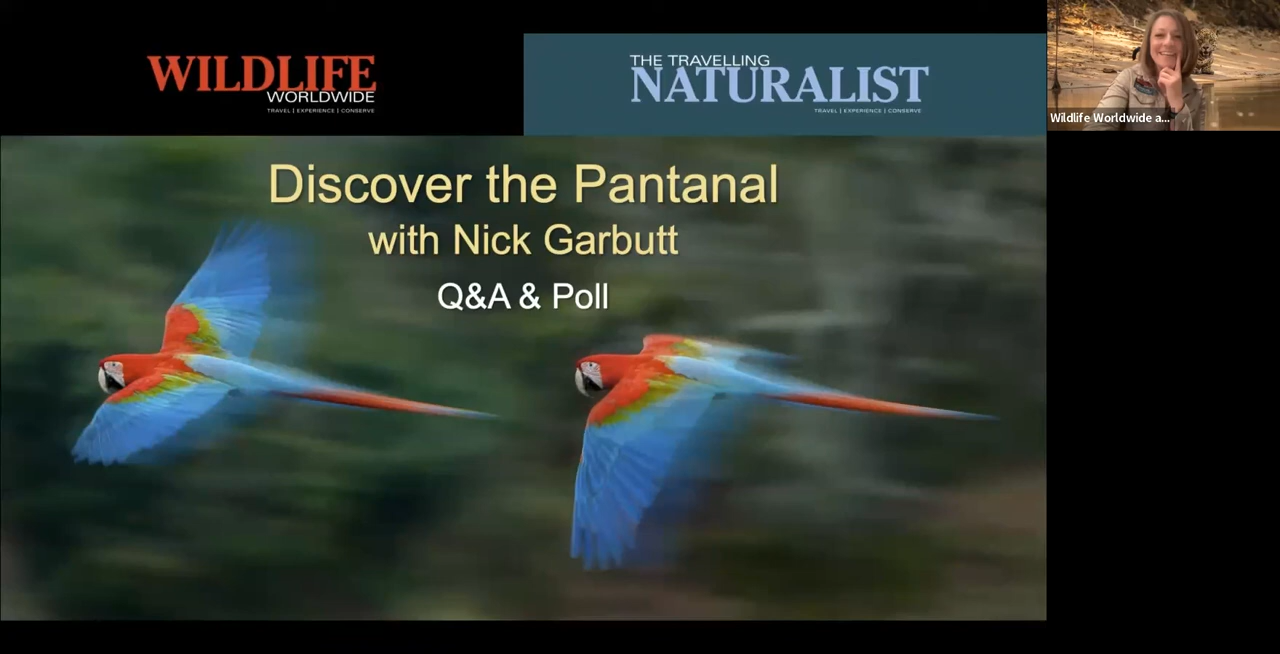 WILDLIFE
WORLDWIDE
TRAVEL | EXPERIENCE | CONSERVE
THE TRAVELLING
NATURALIST
TRAVEL | EXPERIENCE | CONSERVE
Wildlife Worldwide a...
Discover the Pantanal
with Nick Garbutt
Q&A & Poll